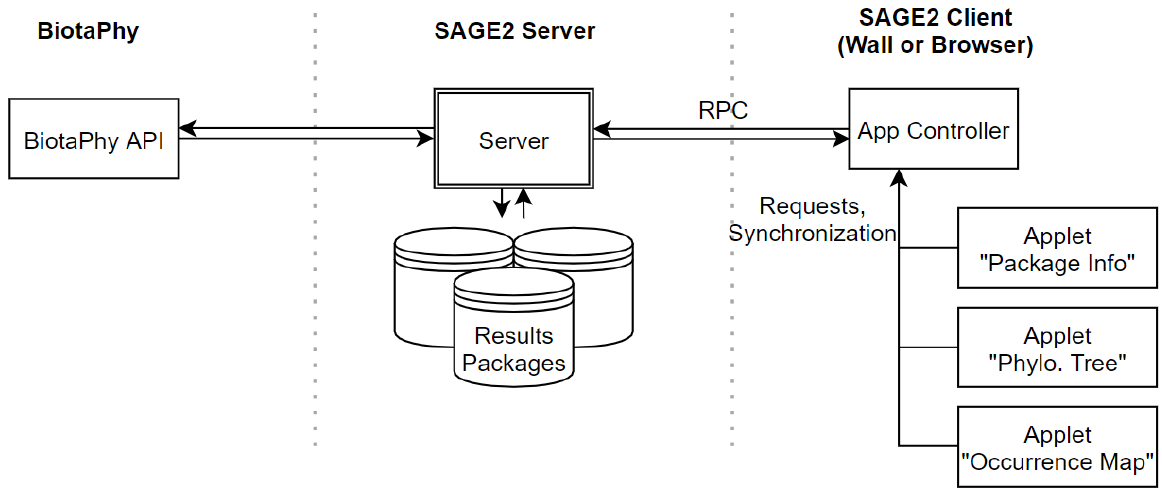 BiotaPhy
SAGE2 Server
SAGE2 Client
(Wall or Browser)
BiotaPhy API
Server
RPC
App Controller
Requests,
Synchronization
Applet
"Package Info"
Applet
"Phylo. Tree"
Applet
"Occurrence Map"
Results
Packages